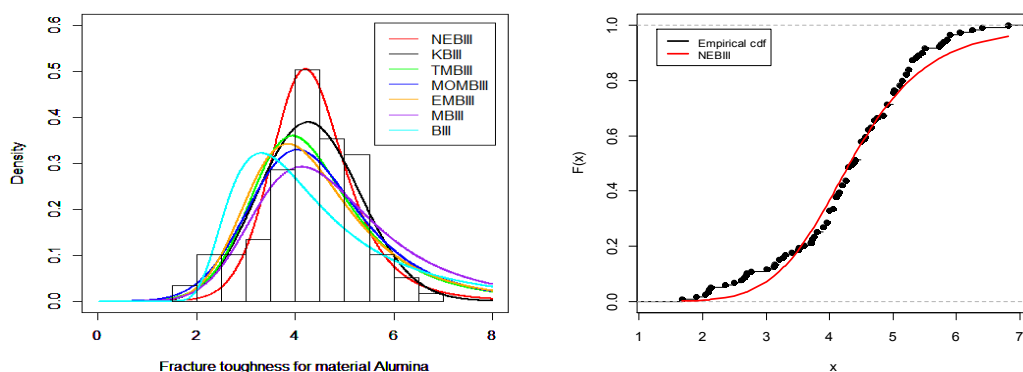 Density
0.0 0.1 0.2 0.3 0.4 0.5 0.6
NEBIII
KBIII
TMBIII
MOMBIII
EMBIII
MBIII
BIII
0 2 4 6 8
Fracture toughness for material Alumina
F(x)
0.0 0.2 0.4 0.6 0.8 1.0
Empirical cdf
NEBIII
1 2 3 4 5 6 7
x